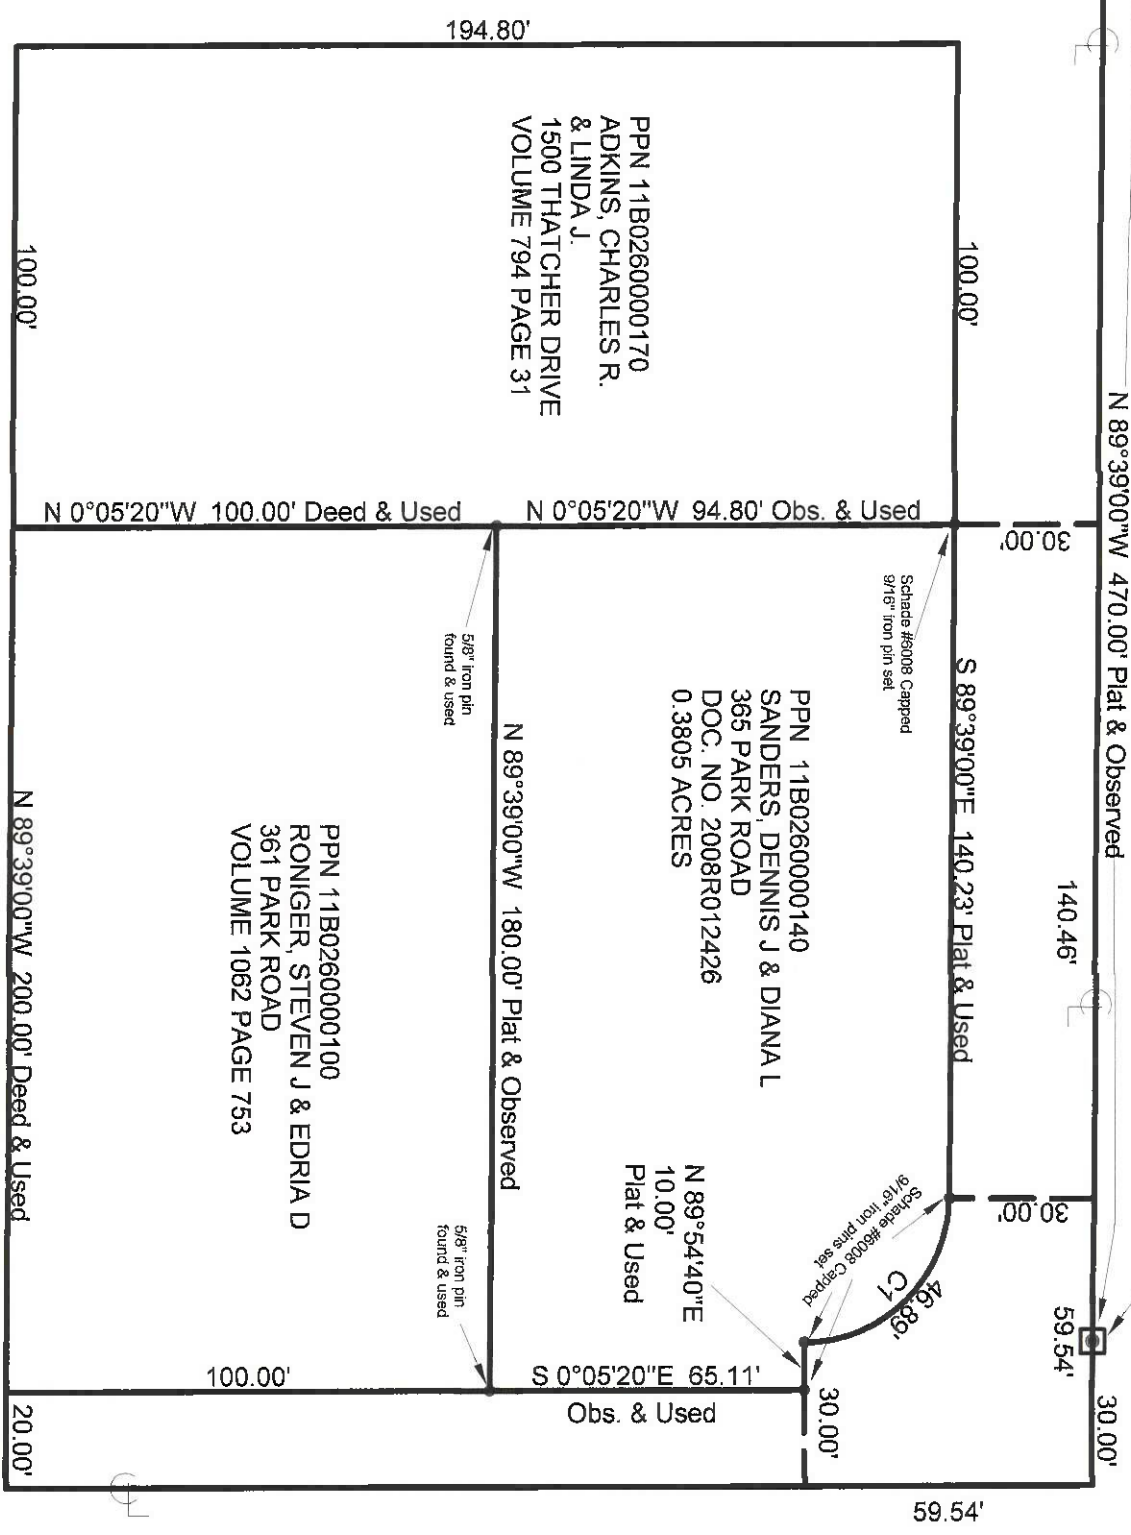 194.80'
PPN 11B0260000170
ADKINS, CHARLES R.
& LINDA J.
1500 THATCHER DRIVE
VOLUME 794 PAGE 31
100.00'
100.00'
N 89°39'00"W 470.00' Plat & Observed
N 0°05'20"W 100.00' Deed & Used
N 0°05'20"W 94.80' Obs. & Used
30.00'
Schade #6008 Capped
9/16" iron pin set
5/8" iron pin
found & used
S 89°39'00"E 140.23' Plat & Used
140.46'
PPN 11B0260000140
SANDERS, DENNIS J & DIANA L
365 PARK ROAD
DOC. NO. 2008R012426
0.3805 ACRES
N 89°39'00"W 180.00' Plat & Observed
PPN 11B0260000100
RONIGER, STEVEN J & EDRIA D
361 PARK ROAD
VOLUME 1062 PAGE 753
N 89°39'00"W 200.00' Deed & Used
30.00'
Schade #6008 Capped
9/16" iron pins set
46.89'
C1
N 89°54'40"E
10.00'
Plat & Used
5/8" iron pin
found & used
59.54'
30.00'
100.00'
S 0°05'20"E 65.11'
Obs. & Used
30.00'
20.00'
59.54'